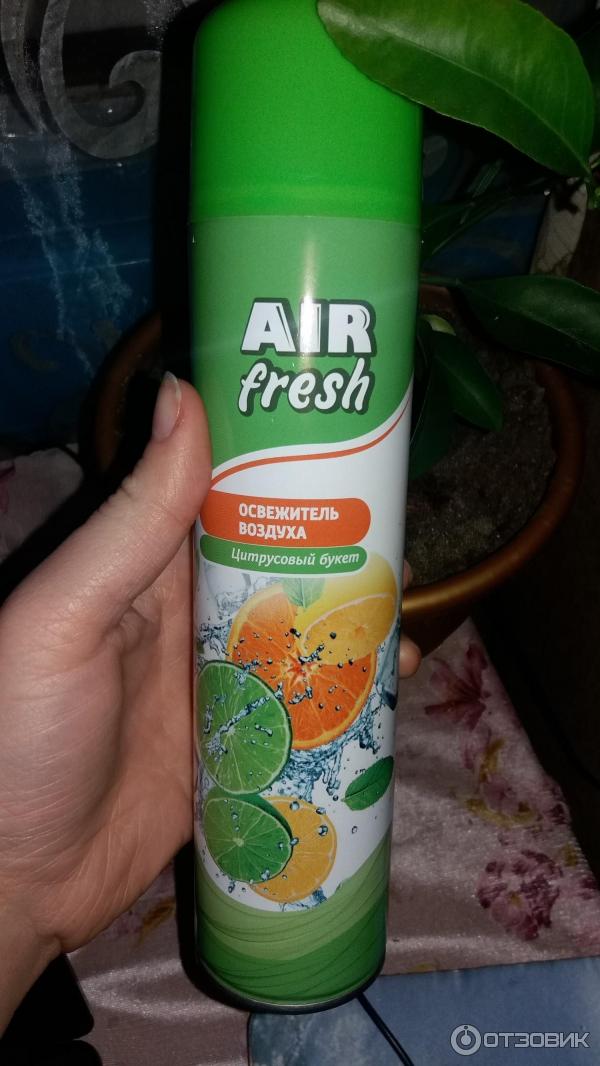 AIR
fresh
ОСВЕЖИТЕЛЬ
ВОЗДУХА
Цитрусовый букет
ОТЗОВИК